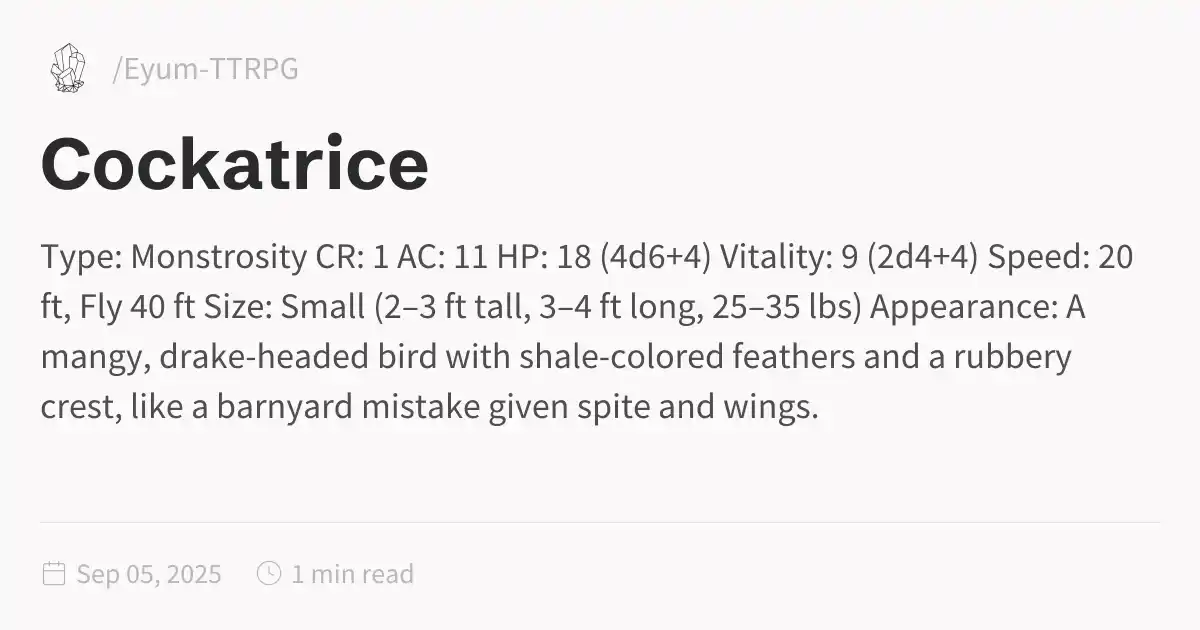 /Eyum-TTRPG
Cockatrice
Type: Monstrosity CR: 1 AC: 11 HP: 18 (4d6+4) Vitality: 9 (2d4+4) Speed: 20
ft, Fly 40 ft Size: Small (2–3 ft tall, 3–4 ft long, 25–35 lbs) Appearance: A
mangy, drake-headed bird with shale-colored feathers and a rubbery
crest, like a barnyard mistake given spite and wings.
Sep 05, 2025 1 min read